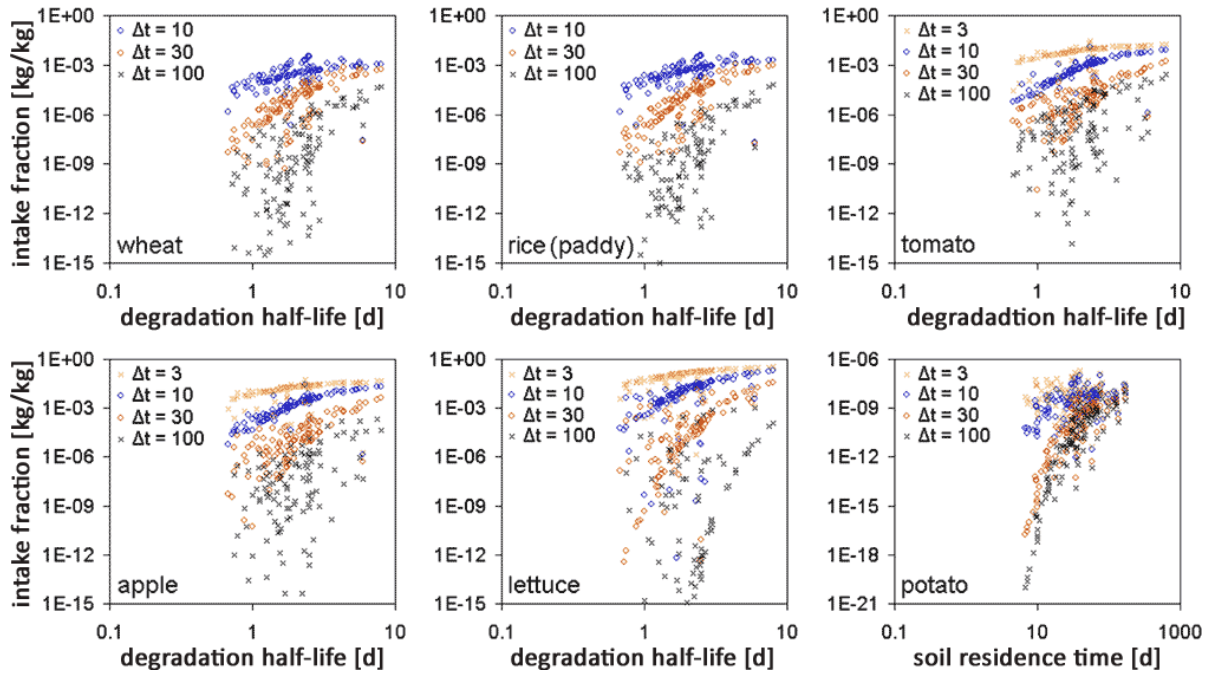 intake fraction [kg/kg]
1E+00
1E-03
1E-06
1E-09
1E-12
1E-15
Δt = 10
Δt = 30
Δt = 100
wheat
0.1 1 10
degradation half-life [d]
1E+00
1E-03
1E-06
1E-09
1E-12
1E-15
Δt = 10
Δt = 30
Δt = 100
rice (paddy)
0.1 1 10
degradation half-life [d]
1E+00
1E-03
1E-06
1E-09
1E-12
1E-15
Δt = 3
Δt = 10
Δt = 30
Δt = 100
tomato
0.1 1 10
degradadtion half-life [d]
intake fraction [kg/kg]
1E+00
1E-03
1E-06
1E-09
1E-12
1E-15
Δt = 3
Δt = 10
Δt = 30
Δt = 100
apple
0.1 1 10
degradation half-life [d]
1E+00
1E-03
1E-06
1E-09
1E-12
1E-15
Δt = 3
Δt = 10
Δt = 30
Δt = 100
lettuce
0.1 1 10
degradation half-life [d]
1E-06
1E-09
1E-12
1E-15
1E-18
1E-21
Δt = 3
Δt = 10
Δt = 30
Δt = 100
potato
0.1 10 1000
soil residence time [d]